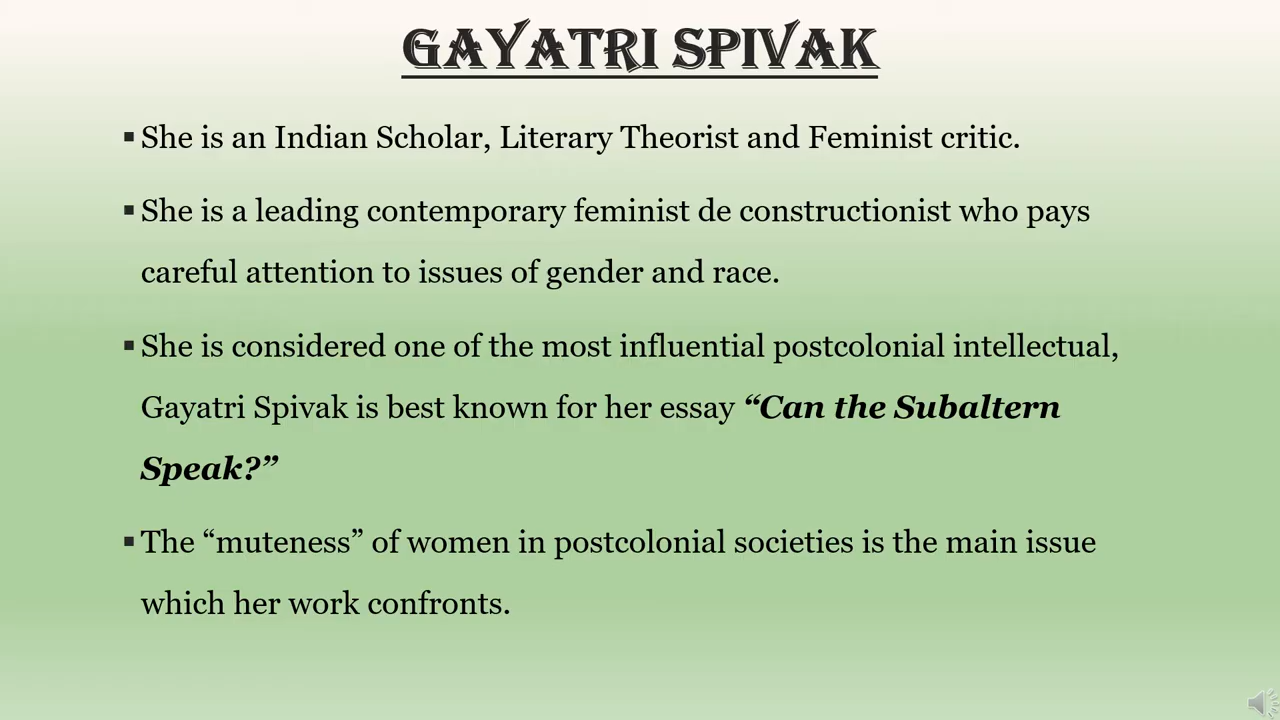 GAYATRI SPIVAK
▪ She is an Indian Scholar, Literary Theorist and Feminist critic.
▪ She is a leading contemporary feminist de constructionist who pays
careful attention to issues of gender and race.
▪ She is considered one of the most influential postcolonial intellectual,
Gayatri Spivak is best known for her essay “Can the Subaltern
Speak?”
▪ The “muteness” of women in postcolonial societies is the main issue
which her work confronts.